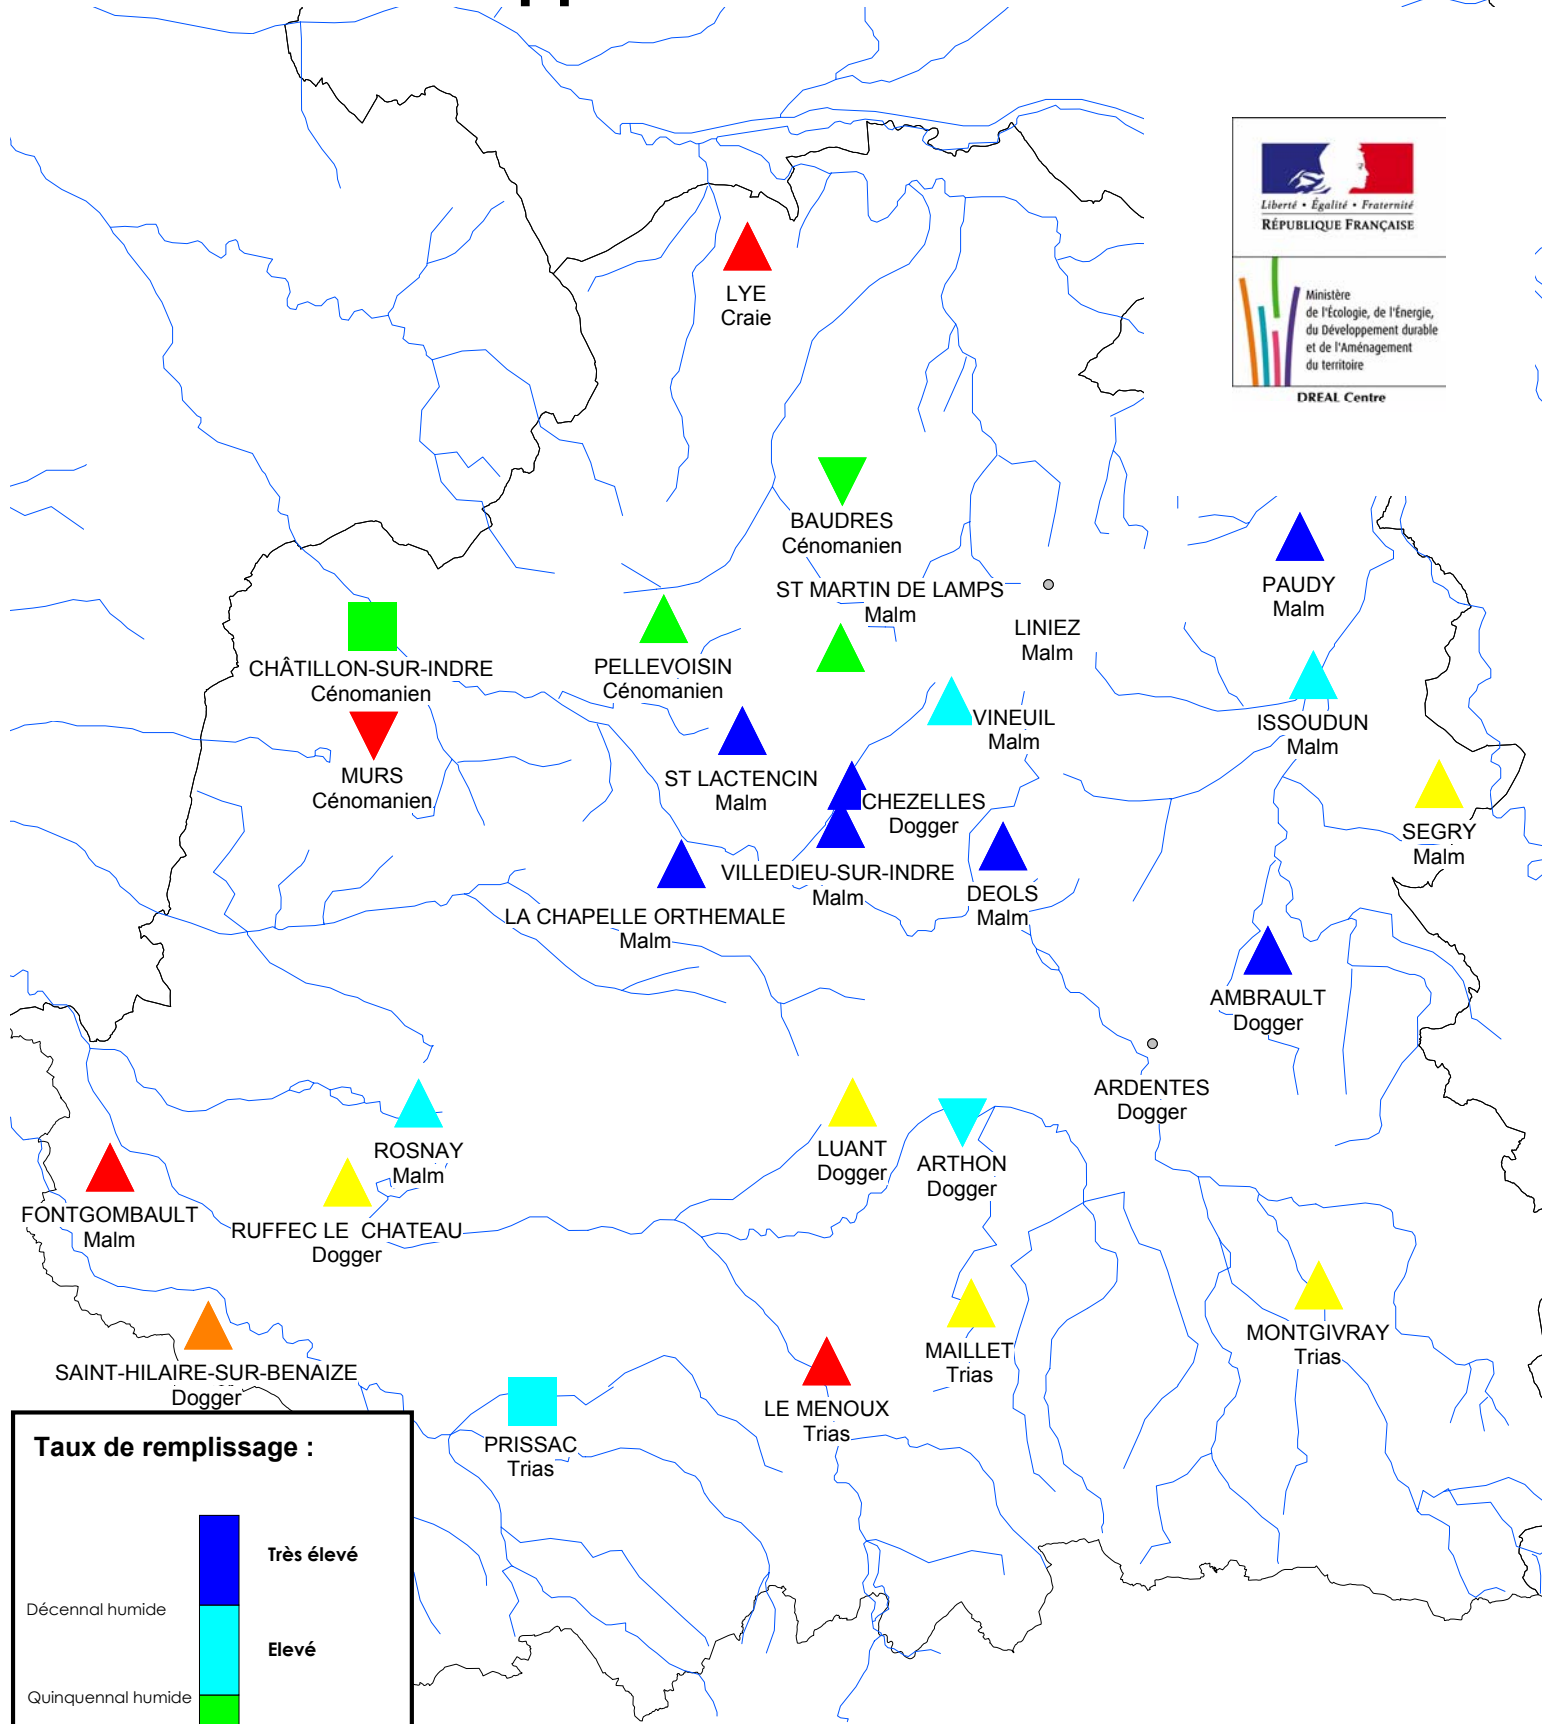 Liberté • Égalité • Fraternité
RÉPUBLIQUE FRANÇAISE
Ministère
de l'Écologie, de l'Énergie,
du Développement durable
et de l'Aménagement
du territoire
DREAL Centre
LYE
Craie
BAUDRES
Cénomanien
ST MARTIN DE LAMPS
Malm
LINIEZ
Malm
PAUDY
Malm
CHÂTILLON-SUR-INDRE
Cénomanien
PELLEVOISIN
Cénomanien
VINEUIL
Malm
ISSOUDUN
Malm
MURS
Cénomanien
ST LACTENCIN
Malm
CHEZELLES
Dogger
SEGRY
Malm
VILLEDIEU-SUR-INDRE
Malm
DEOLS
Malm
LA CHAPELLE ORTHEMALE
Malm
AMBRAULT
Dogger
ARDENTES
Dogger
ROSNAY
Malm
LUANT
Dogger
ARTHON
Dogger
FONTGOMBAULT
Malm
RUFFEC LE  CHATEAU
Dogger
MONTGIVRAY
Trias
MAILLET
Trias
SAINT-HILAIRE-SUR-BENAIZE
Dogger
LE MENOUX
Trias
PRISSAC
Trias
Taux de remplissage :
Très élevé
Décennal humide
Elevé
Quinquennal humide